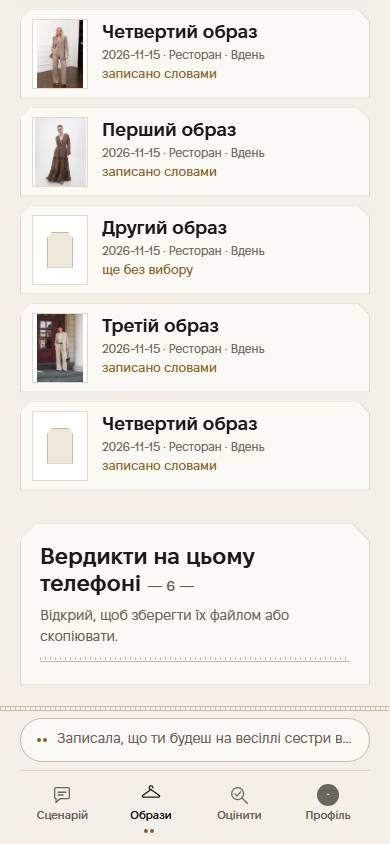 Четвертий образ
2026-11-15 · Ресторан · Вдень
записано словами
Перший образ
2026-11-15 · Ресторан · Вдень
записано словами
Другий образ
2026-11-15 · Ресторан · Вдень
ще без вибору
Третій образ
2026-11-15 · Ресторан · Вдень
записано словами
Четвертий образ
2026-11-15 · Ресторан · Вдень
записано словами
Вердикти на цьому
телефоні — 6 —
Відкрий, щоб зберегти їх файлом або
скопіювати.
Записала, що ти будеш на весіллі сестри в...
Сценарій
Образи
Оцінити
Профіль